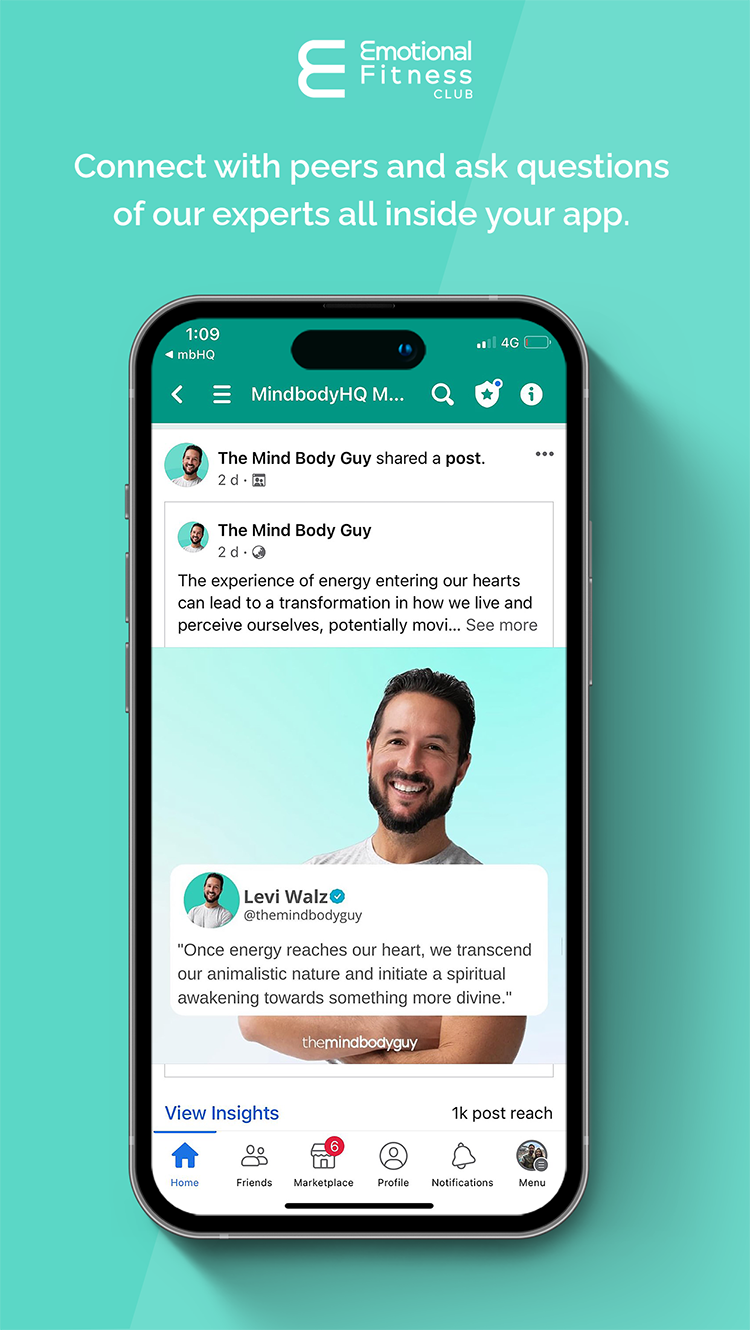 Emotional
Fitness
CLUB
Connect with peers and ask questions
of our experts all inside your app.
1:09
4G
◀ mbHQ
MindbodyHQ M...
The Mind Body Guy shared a post.
2 d ·
The Mind Body Guy
2 d ·
The experience of energy entering our hearts
can lead to a transformation in how we live and
perceive ourselves, potentially movi... See more
Levi Walz
@themindbodyguy
"Once energy reaches our heart, we transcend
our animalistic nature and initiate a spiritual
awakening towards something more divine."
themindbodyguy
View Insights
1k post reach
6
Home
Friends
Marketplace
Profile
Notifications
Menu